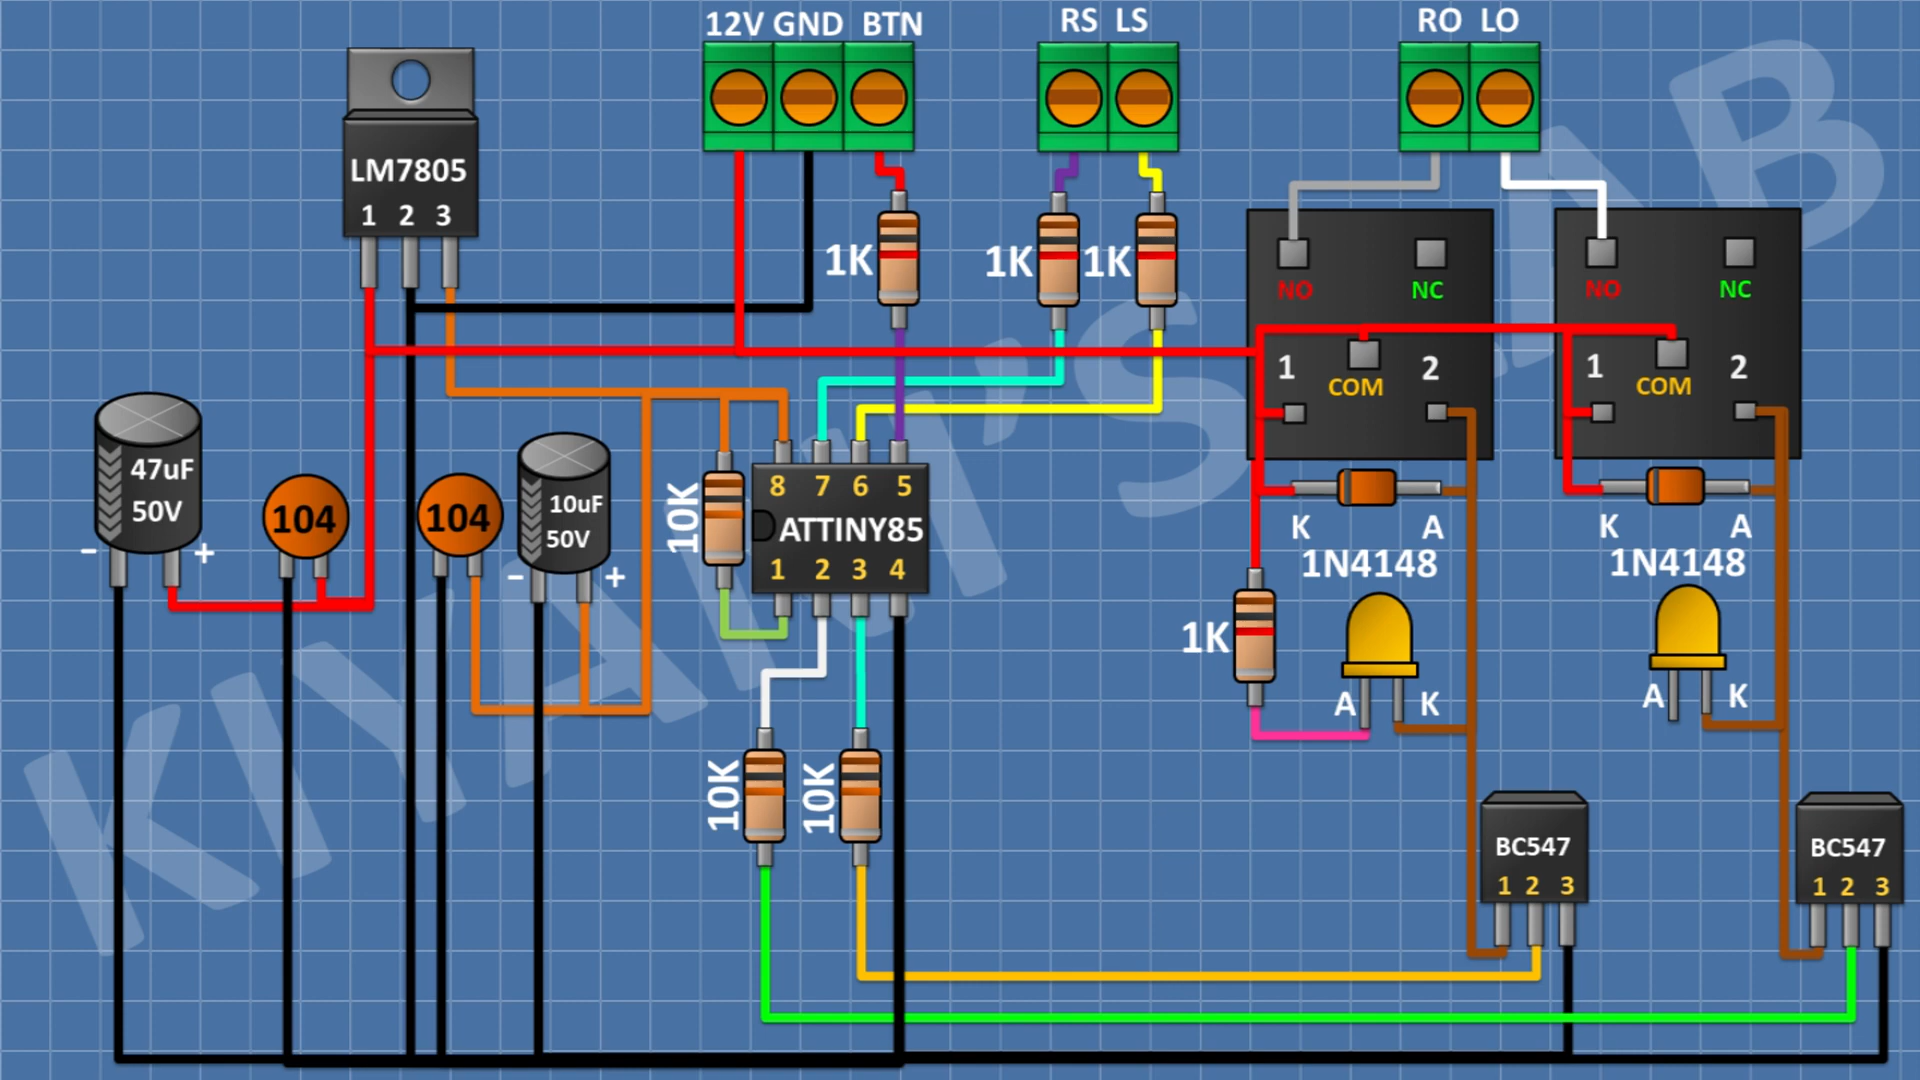 12V GND BTN
RS LS
RO LO
LM7805
1 2 3
1K
1K
1K
NO
NC
NO
NC
1
COM
2
1
COM
2
47uF
50V
- +
104
104
10uF
50V
- +
10K
8 7 6 5
ATTINY85
1 2 3 4
K A
1N4148
K A
1N4148
1K
A K
A K
10K
10K
BC547
1 2 3
BC547
1 2 3
KIYANI'S LAB